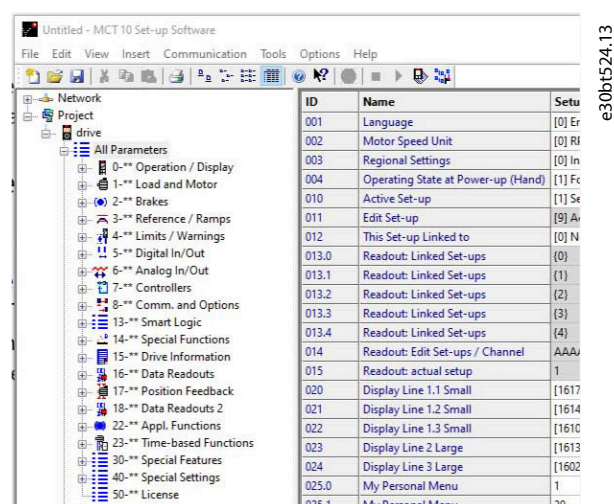 Untitled - MCT 10 Set-up Software
File Edit View Insert Communication Tools Options Help
Network
Project
drive
All Parameters
0-** Operation / Display
1-** Load and Motor
2-** Brakes
3-** Reference / Ramps
4-** Limits / Warnings
5-** Digital In/Out
6-** Analog In/Out
7-** Controllers
8-** Comm. and Options
13-** Smart Logic
14-** Special Functions
15-** Drive Information
16-** Data Readouts
17-** Position Feedback
18-** Data Readouts 2
22-** Appl. Functions
23-** Time-based Functions
30-** Special Features
40-** Special Settings
50-** License
ID Name Setu
001 Language [0] Er
002 Motor Speed Unit [0] RP
003 Regional Settings [0] In
004 Operating State at Power-up (Hand) [1] Fo
010 Active Set-up [1] Se
011 Edit Set-up [9] A
012 This Set-up Linked to [0] N
013.0 Readout: Linked Set-ups {0}
013.1 Readout: Linked Set-ups {1}
013.2 Readout: Linked Set-ups {2}
013.3 Readout: Linked Set-ups {3}
013.4 Readout: Linked Set-ups {4}
014 Readout: Edit Set-ups / Channel AAAA
015 Readout: actual setup 1
020 Display Line 1.1 Small [1617
021 Display Line 1.2 Small [1614
022 Display Line 1.3 Small [1610
023 Display Line 2 Large [1613
024 Display Line 3 Large [1602
025.0 My Personal Menu 1
025.1 My Personal Menu 20
e30bt524.13